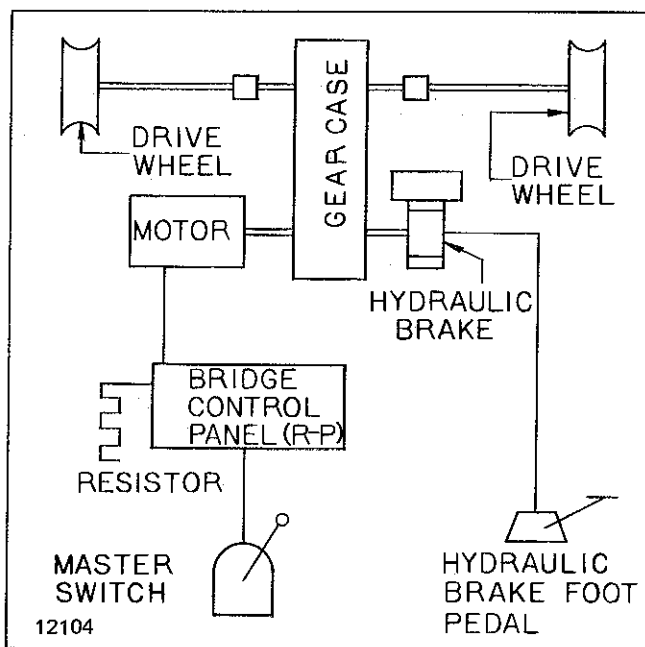 GEAR CASE
DRIVE
WHEEL
DRIVE
WHEEL
MOTOR
HYDRAULIC
BRAKE
BRIDGE
CONTROL
PANEL (R-P)
RESISTOR
MASTER
SWITCH
HYDRAULIC
BRAKE FOOT
PEDAL
12104